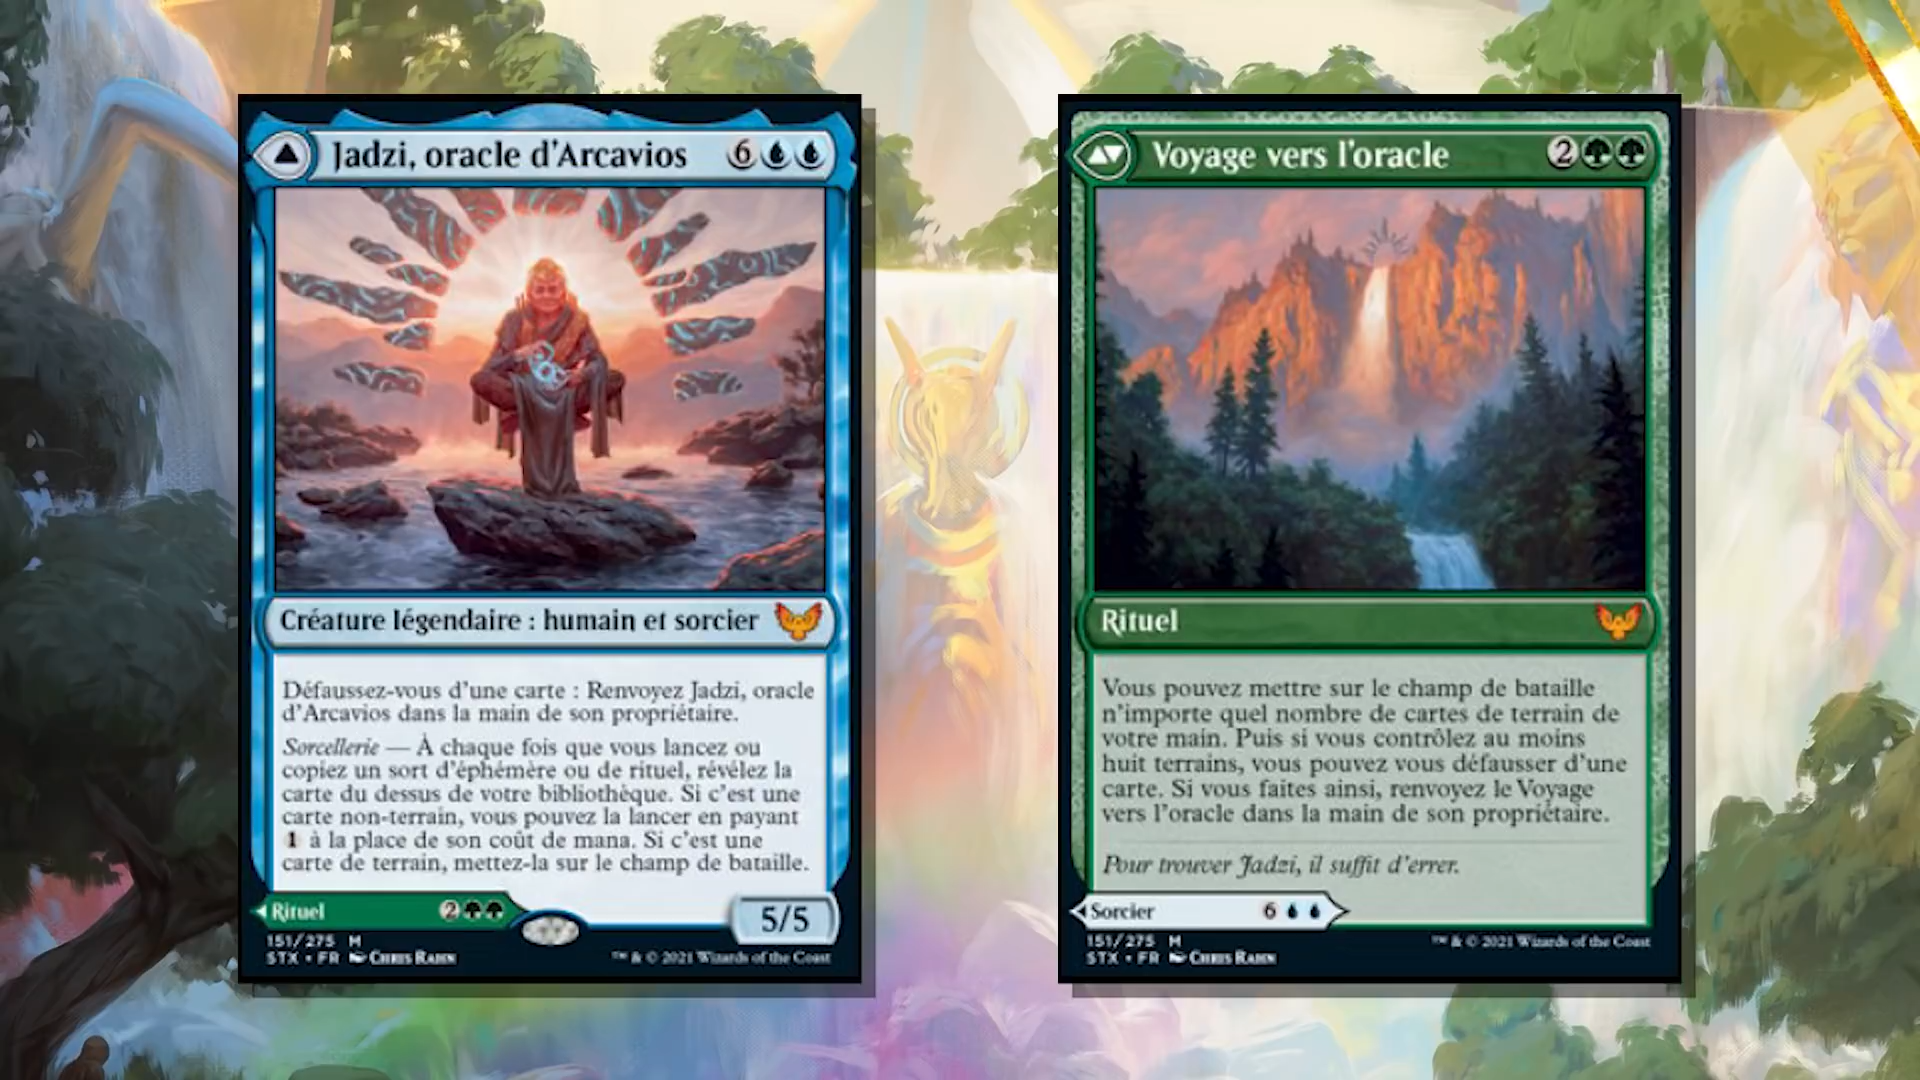 Jadzi, oracle d'Arcavios 6
Créature légendaire : humain et sorcier
Défaussez-vous d'une carte : Renvoyez Jadzi, oracle
d'Arcavios dans la main de son propriétaire.
Sorcellerie — À chaque fois que vous lancez ou
copiez un sort d'éphémère ou de rituel, révélez la
carte du dessus de votre bibliothèque. Si c'est une
carte non-terrain, vous pouvez la lancer en payant
1 à la place de son coût de mana. Si c'est une
carte de terrain, mettez-la sur le champ de bataille.
Rituel 2
5/5
151/275 M
STX • FR Chris Rahn
™ & © 2021 Wizards of the Coast
Voyage vers l'oracle 2
Rituel
Vous pouvez mettre sur le champ de bataille
n'importe quel nombre de cartes de terrain de
votre main. Puis si vous contrôlez au moins
huit terrains, vous pouvez vous défausser d'une
carte. Si vous faites ainsi, renvoyez le Voyage
vers l'oracle dans la main de son propriétaire.
Pour trouver Jadzi, il suffit d'errer.
Sorcier 6
151/275 M
STX • FR Chris Rahn
™ & © 2021 Wizards of the Coast